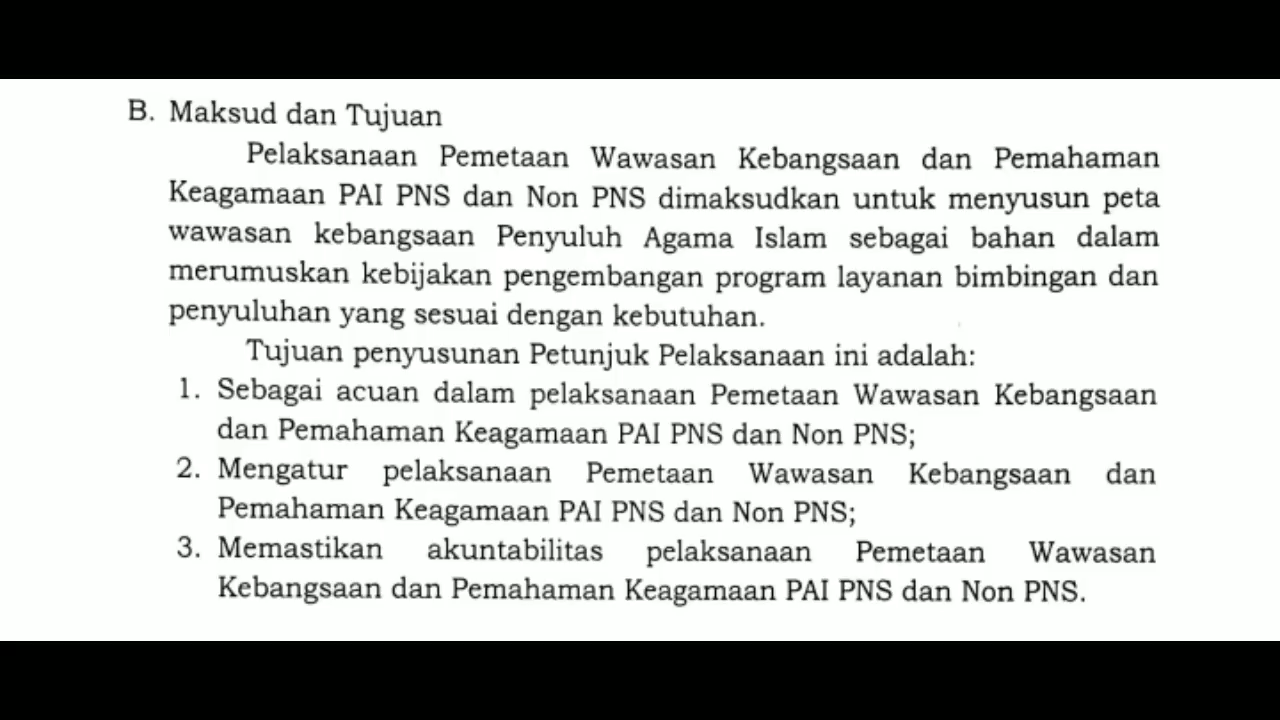 B. Maksud dan Tujuan
Pelaksanaan Pemetaan Wawasan Kebangsaan dan Pemahaman
Keagamaan PAI PNS dan Non PNS dimaksudkan untuk menyusun peta
wawasan kebangsaan Penyuluh Agama Islam sebagai bahan dalam
merumuskan kebijakan pengembangan program layanan bimbingan dan
penyuluhan yang sesuai dengan kebutuhan.
Tujuan penyusunan Petunjuk Pelaksanaan ini adalah:
1. Sebagai acuan dalam pelaksanaan Pemetaan Wawasan Kebangsaan
dan Pemahaman Keagamaan PAI PNS dan Non PNS;
2. Mengatur pelaksanaan Pemetaan Wawasan Kebangsaan dan
Pemahaman Keagamaan PAI PNS dan Non PNS;
3. Memastikan akuntabilitas pelaksanaan Pemetaan Wawasan
Kebangsaan dan Pemahaman Keagamaan PAI PNS dan Non PNS.